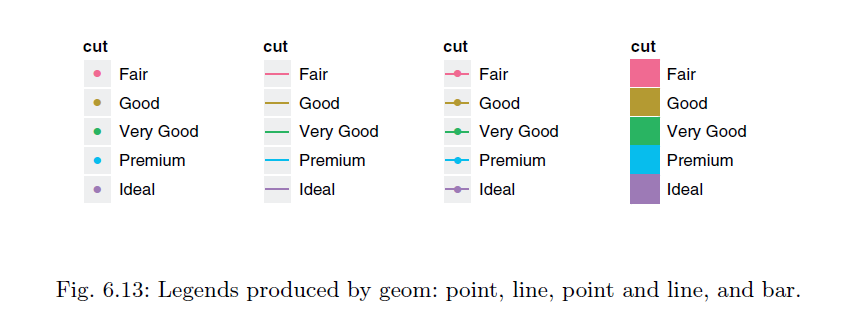 cut
Fair
Good
Very Good
Premium
Ideal
cut
Fair
Good
Very Good
Premium
Ideal
cut
Fair
Good
Very Good
Premium
Ideal
cut
Fair
Good
Very Good
Premium
Ideal
Fig. 6.13: Legends produced by geom: point, line, point and line, and bar.